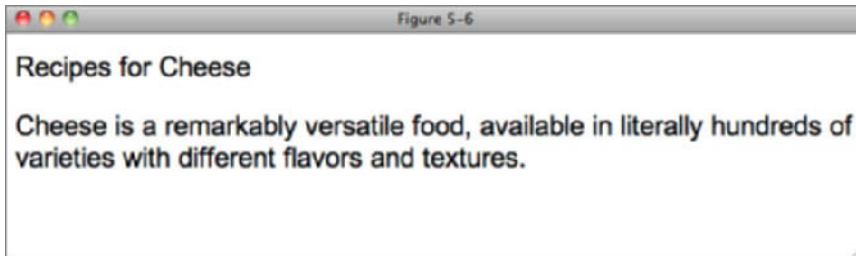 Figure 5-6
Recipes for Cheese
Cheese is a remarkably versatile food, available in literally hundreds of
varieties with different flavors and textures.